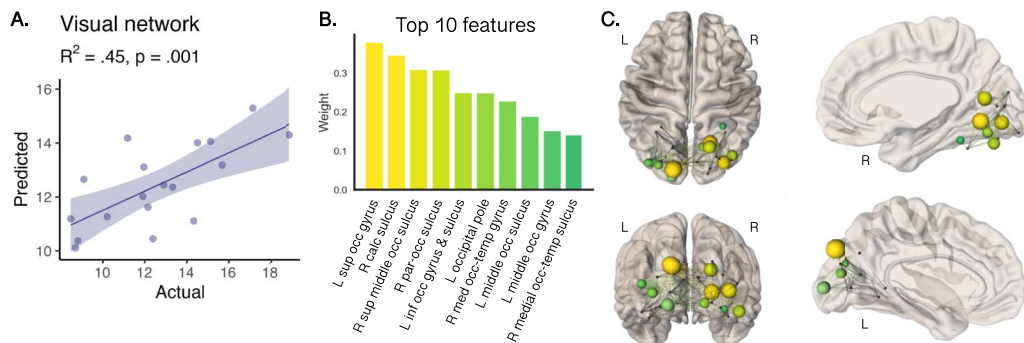 A.
Visual network
R² = .45, p = .001
Predicted
16
14
12
10
10
12
14
16
18
Actual
B.
Top 10 features
Weight
0.3
0.2
0.1
0.0
L sup occ gyrus
R calc sulcus
R sup middle occ sulcus
R par-occ sulcus
L inf occ gyrus & sulcus
L occipital pole
R med occ-temp gyrus
L middle occ sulcus
L middle occ gyrus
R medial occ-temp sulcus
C.
L
R
R
L
R
L